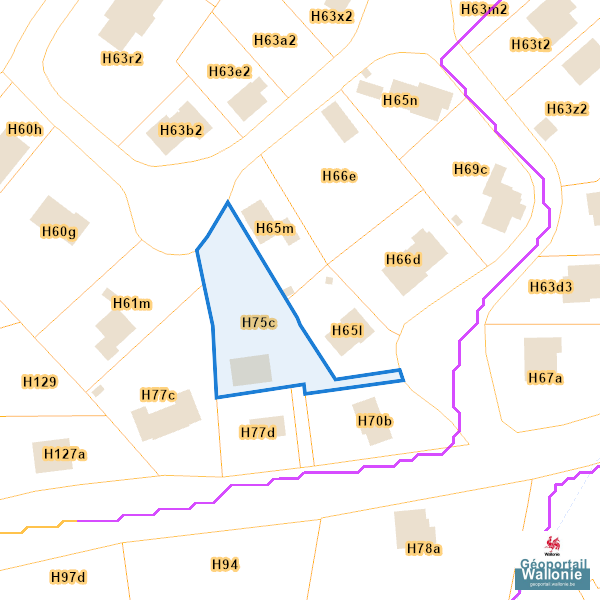 H63m2
H63x2
H63a2
H63t2
H63r2
H63e2
H65n
H63z2
H60h
H63b2
H69c
H66e
H60g
H65m
H66d
H63d3
H61m
H75c
H65l
H129
H67a
H77c
H70b
H77d
H127a
H78a
H94
H97d
Wallonie
Géoportail
Wallonie
geoportail.wallonie.be